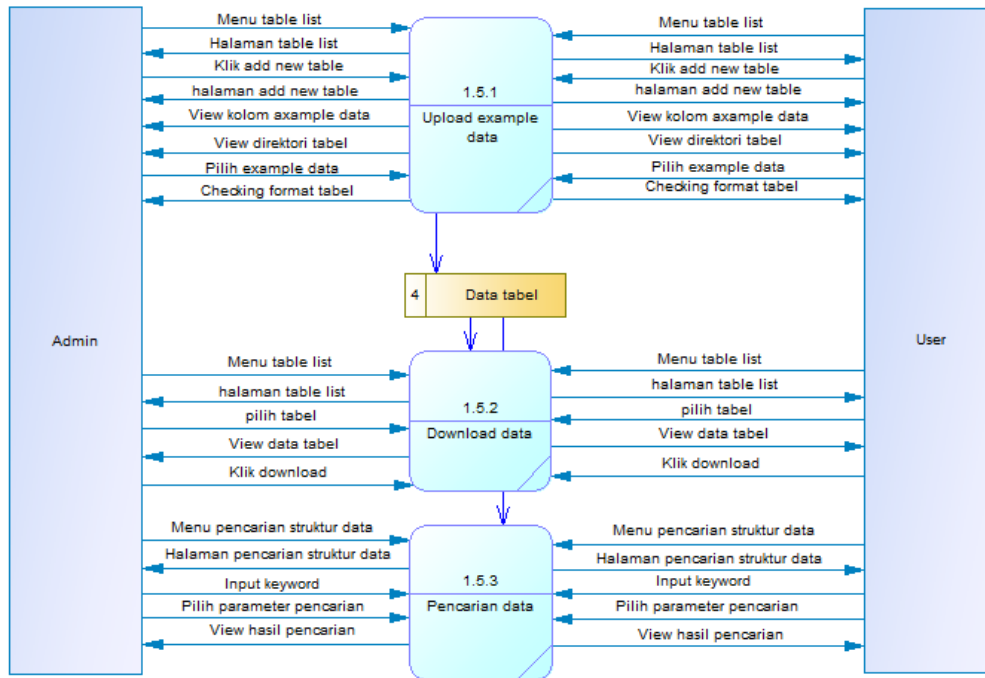 Menu table list
Menu table list
Halaman table list
Halaman table list
Klik add new table
Klik add new table
1.5.1
halaman add new table
halaman add new table
Upload example
data
View kolom axample data
View kolom axample data
View direktori tabel
View direktori tabel
Pilih example data
Pilih example data
Checking format tabel
Checking format tabel
4
Data tabel
Admin
User
Menu table list
Menu table list
halaman table list
halaman table list
1.5.2
pilih tabel
pilih tabel
Download data
View data tabel
View data tabel
Klik download
Klik download
Menu pencarian struktur data
Menu pencarian struktur data
Halaman pencarian struktur data
Halaman pencarian struktur data
1.5.3
Input keyword
Input keyword
Pilih parameter pencarian
Pencarian data
Pilih parameter pencarian
View hasil pencarian
View hasil pencarian